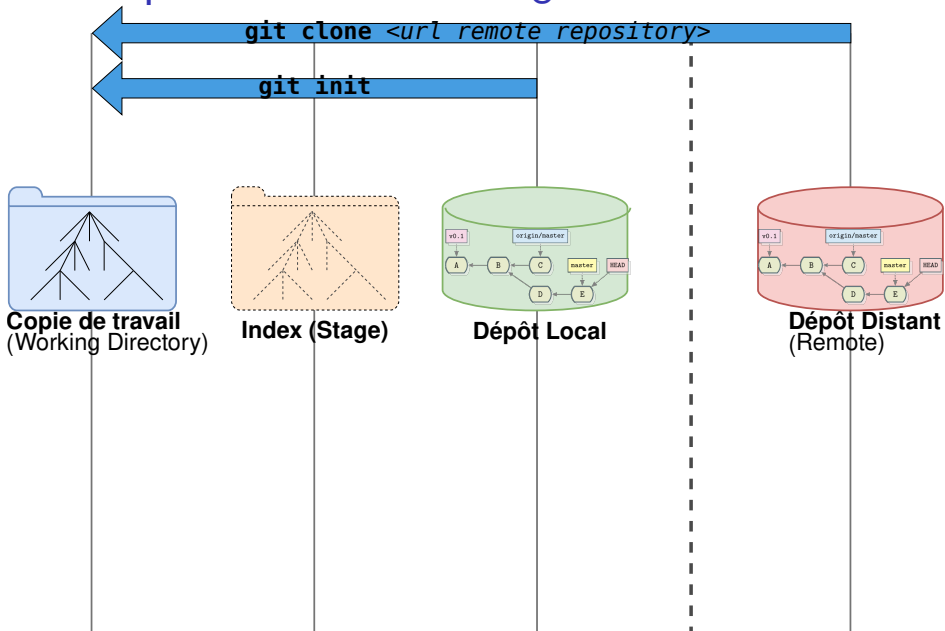 git clone <url remote repository>
git init
v0.1
origin/master
A
B
C
master
HEAD
D
E
v0.1
origin/master
A
B
C
master
HEAD
D
E
Copie de travail
(Working Directory)
Index (Stage)
Dépôt Local
Dépôt Distant
(Remote)